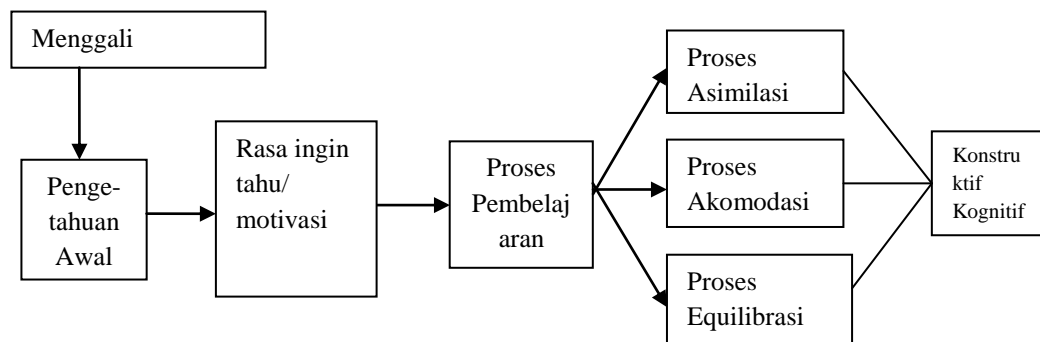 Menggali
Penge-
tahuan
Awal
Rasa ingin
tahu/
motivasi
Proses
Pembelaj
aran
Proses
Asimilasi
Proses
Akomodasi
Proses
Equilibrasi
Konstru
ktif
Kognitif